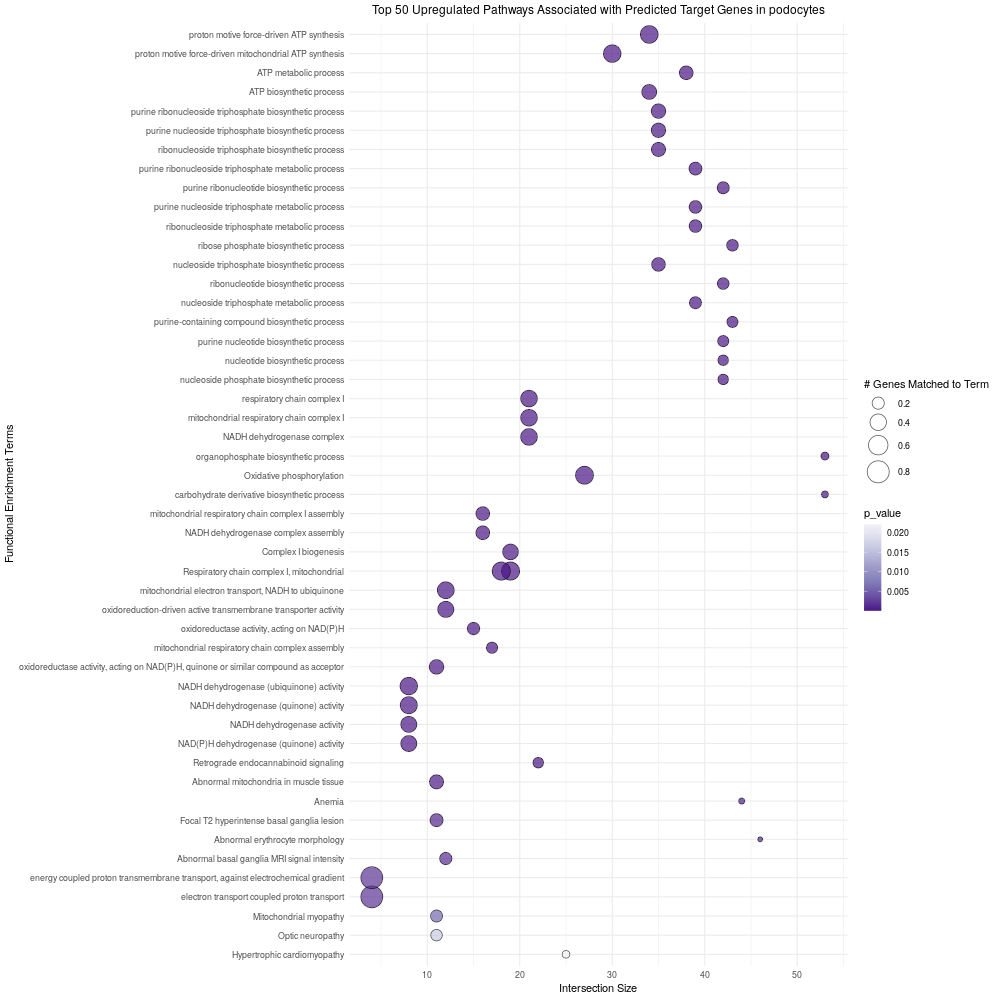 Top 50 Upregulated Pathways Associated with Predicted Target Genes in podocytes
Functional Enrichment Terms
proton motive force-driven ATP synthesis
proton motive force-driven mitochondrial ATP synthesis
ATP metabolic process
ATP biosynthetic process
purine ribonucleoside triphosphate biosynthetic process
purine nucleoside triphosphate biosynthetic process
ribonucleoside triphosphate biosynthetic process
purine ribonucleoside triphosphate metabolic process
purine ribonucleotide biosynthetic process
purine nucleoside triphosphate metabolic process
ribonucleoside triphosphate metabolic process
ribose phosphate biosynthetic process
nucleoside triphosphate biosynthetic process
ribonucleotide biosynthetic process
nucleoside triphosphate metabolic process
purine-containing compound biosynthetic process
purine nucleotide biosynthetic process
nucleotide biosynthetic process
nucleoside phosphate biosynthetic process
respiratory chain complex I
mitochondrial respiratory chain complex I
NADH dehydrogenase complex
organophosphate biosynthetic process
Oxidative phosphorylation
carbohydrate derivative biosynthetic process
mitochondrial respiratory chain complex I assembly
NADH dehydrogenase complex assembly
Complex I biogenesis
Respiratory chain complex I, mitochondrial
mitochondrial electron transport, NADH to ubiquinone
oxidoreduction-driven active transmembrane transporter activity
oxidoreductase activity, acting on NAD(P)H
mitochondrial respiratory chain complex assembly
oxidoreductase activity, acting on NAD(P)H, quinone or similar compound as acceptor
NADH dehydrogenase (ubiquinone) activity
NADH dehydrogenase (quinone) activity
NADH dehydrogenase activity
NAD(P)H dehydrogenase (quinone) activity
Retrograde endocannabinoid signaling
Abnormal mitochondria in muscle tissue
Anemia
Focal T2 hyperintense basal ganglia lesion
Abnormal erythrocyte morphology
Abnormal basal ganglia MRI signal intensity
energy coupled proton transmembrane transport, against electrochemical gradient
electron transport coupled proton transport
Mitochondrial myopathy
Optic neuropathy
Hypertrophic cardiomyopathy
10 20 30 40 50
Intersection Size
# Genes Matched to Term
0.2
0.4
0.6
0.8
p_value
0.020
0.015
0.010
0.005